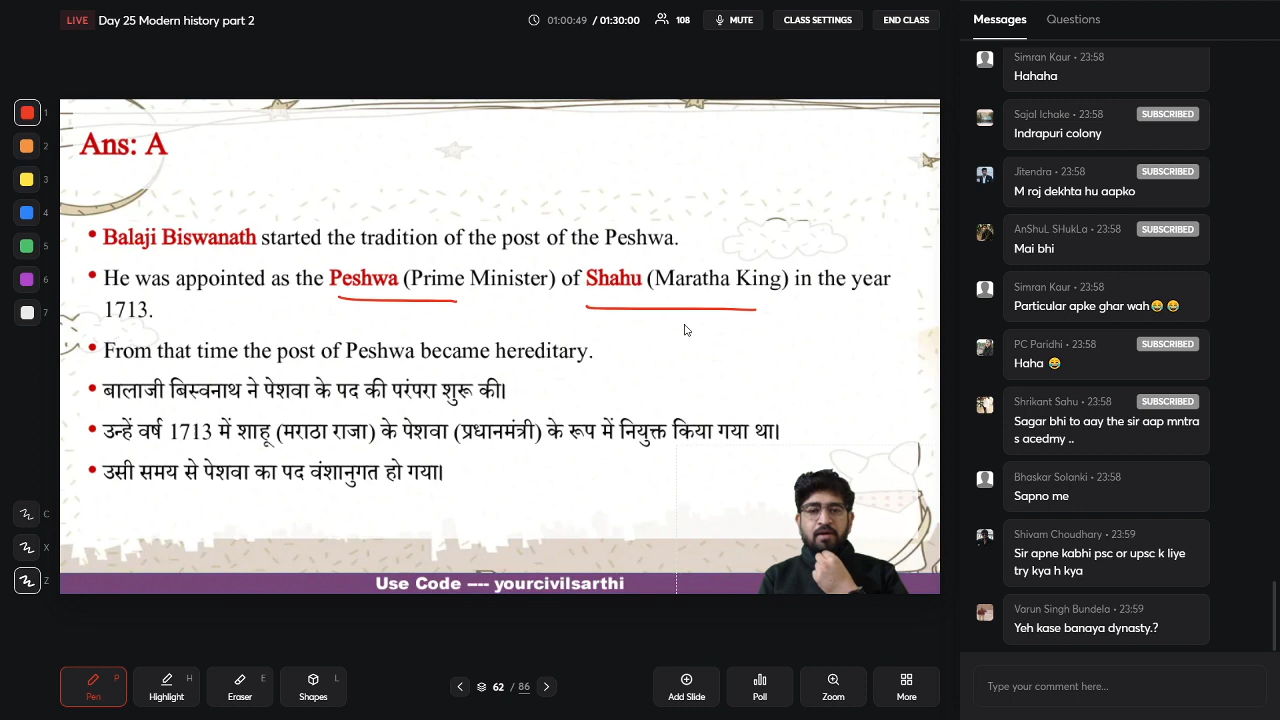 LIVE Day 25 Modern history part 2
01:00:49 / 01:30:00
108
MUTE
CLASS SETTINGS
END CLASS
1
2
3
4
5
6
7
C
X
Z
Ans: A
Balaji Biswanath started the tradition of the post of the Peshwa.
He was appointed as the Peshwa (Prime Minister) of Shahu (Maratha King) in the year
1713.
From that time the post of Peshwa became hereditary.
बालाजी बिस्वनाथ ने पेशवा के पद की परंपरा शुरू की।
उन्हें वर्ष 1713 में शाहू (मराठा राजा) के पेशवा (प्रधानमंत्री) के रूप में नियुक्त किया गया था।
उसी समय से पेशवा का पद वंशानुगत हो गया।
Use Code ---- yourcivilsarthi
P
Pen
H
Highlight
E
Eraser
L
Shapes
62 / 86
Add Slide
Poll
Zoom
More
Messages
Questions
Simran Kaur • 23:58
Hahaha
Sajal Ichake • 23:58 SUBSCRIBED
Indrapuri colony
Jitendra • 23:58 SUBSCRIBED
M roj dekhta hu aapko
AnShuL SHukLa • 23:58 SUBSCRIBED
Mai bhi
Simran Kaur • 23:58
Particular apke ghar wah😂 😂
PC Paridhi • 23:58 SUBSCRIBED
Haha 😂
Shrikant Sahu • 23:58 SUBSCRIBED
Sagar bhi to aay the sir aap mntra
s acedmy ..
Bhaskar Solanki • 23:58
Sapno me
Shivam Choudhary • 23:59
Sir apne kabhi psc or upsc k liye
try kya h kya
Varun Singh Bundela • 23:59
Yeh kase banaya dynasty.?
Type your comment here...